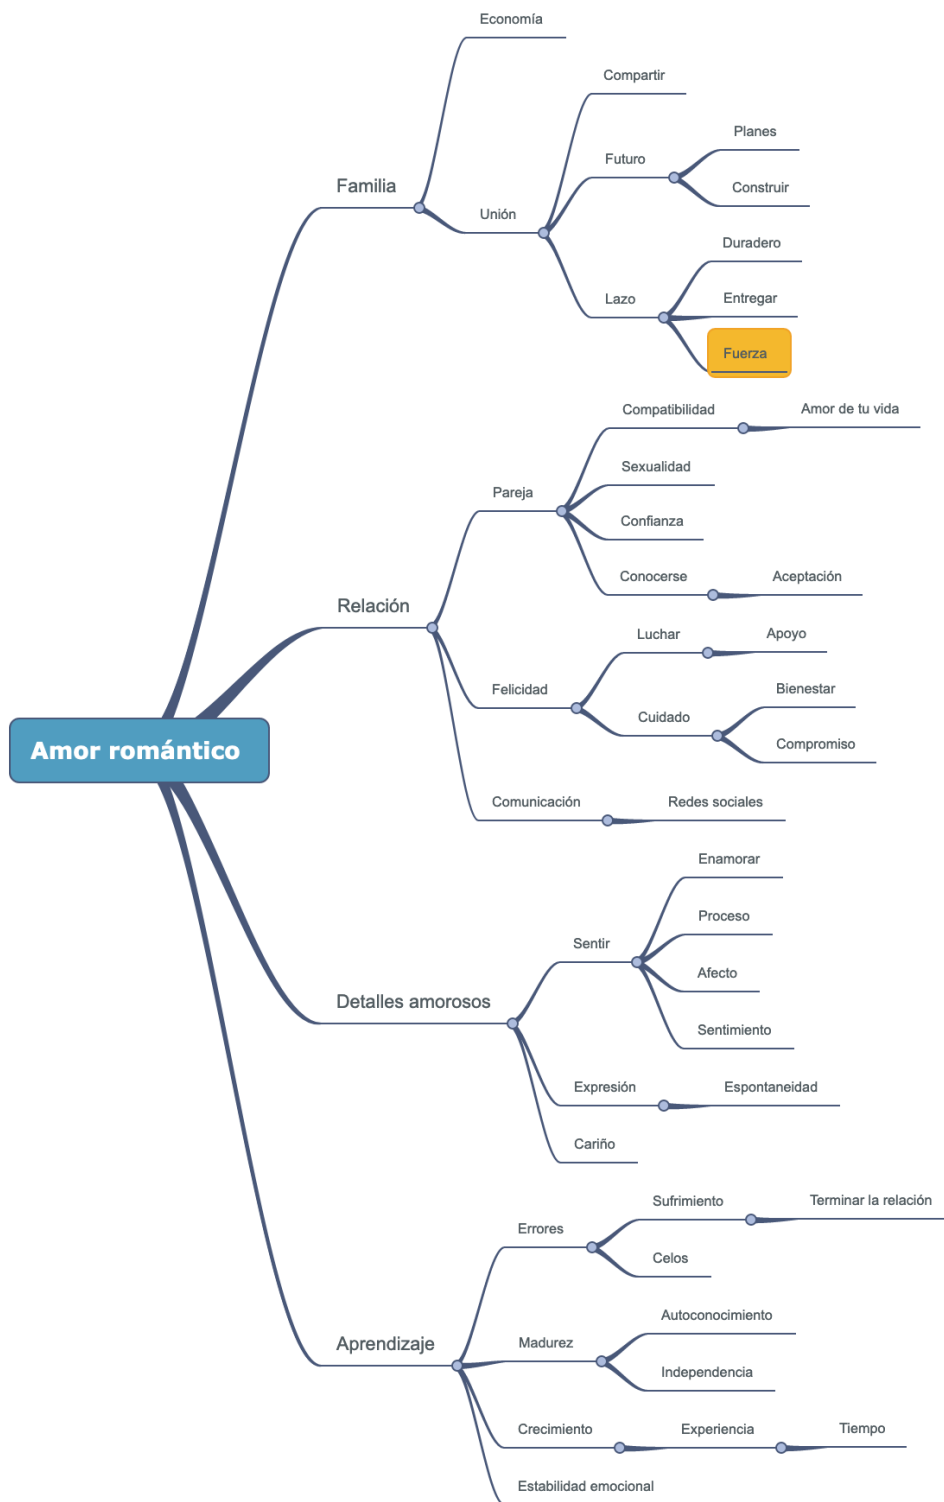 Economía
Compartir
Planes
Futuro
Familia
Construir
Unión
Duradero
Lazo
Entregar
Fuerza
Compatibilidad
Amor de tu vida
Sexualidad
Pareja
Confianza
Conocerse
Aceptación
Relación
Luchar
Apoyo
Felicidad
Bienestar
Cuidado
Compromiso
Amor romántico
Comunicación
Redes sociales
Enamorar
Proceso
Sentir
Afecto
Detalles amorosos
Sentimiento
Expresión
Espontaneidad
Cariño
Sufrimiento
Terminar la relación
Errores
Celos
Autoconocimiento
Aprendizaje
Madurez
Independencia
Crecimiento
Experiencia
Tiempo
Estabilidad emocional